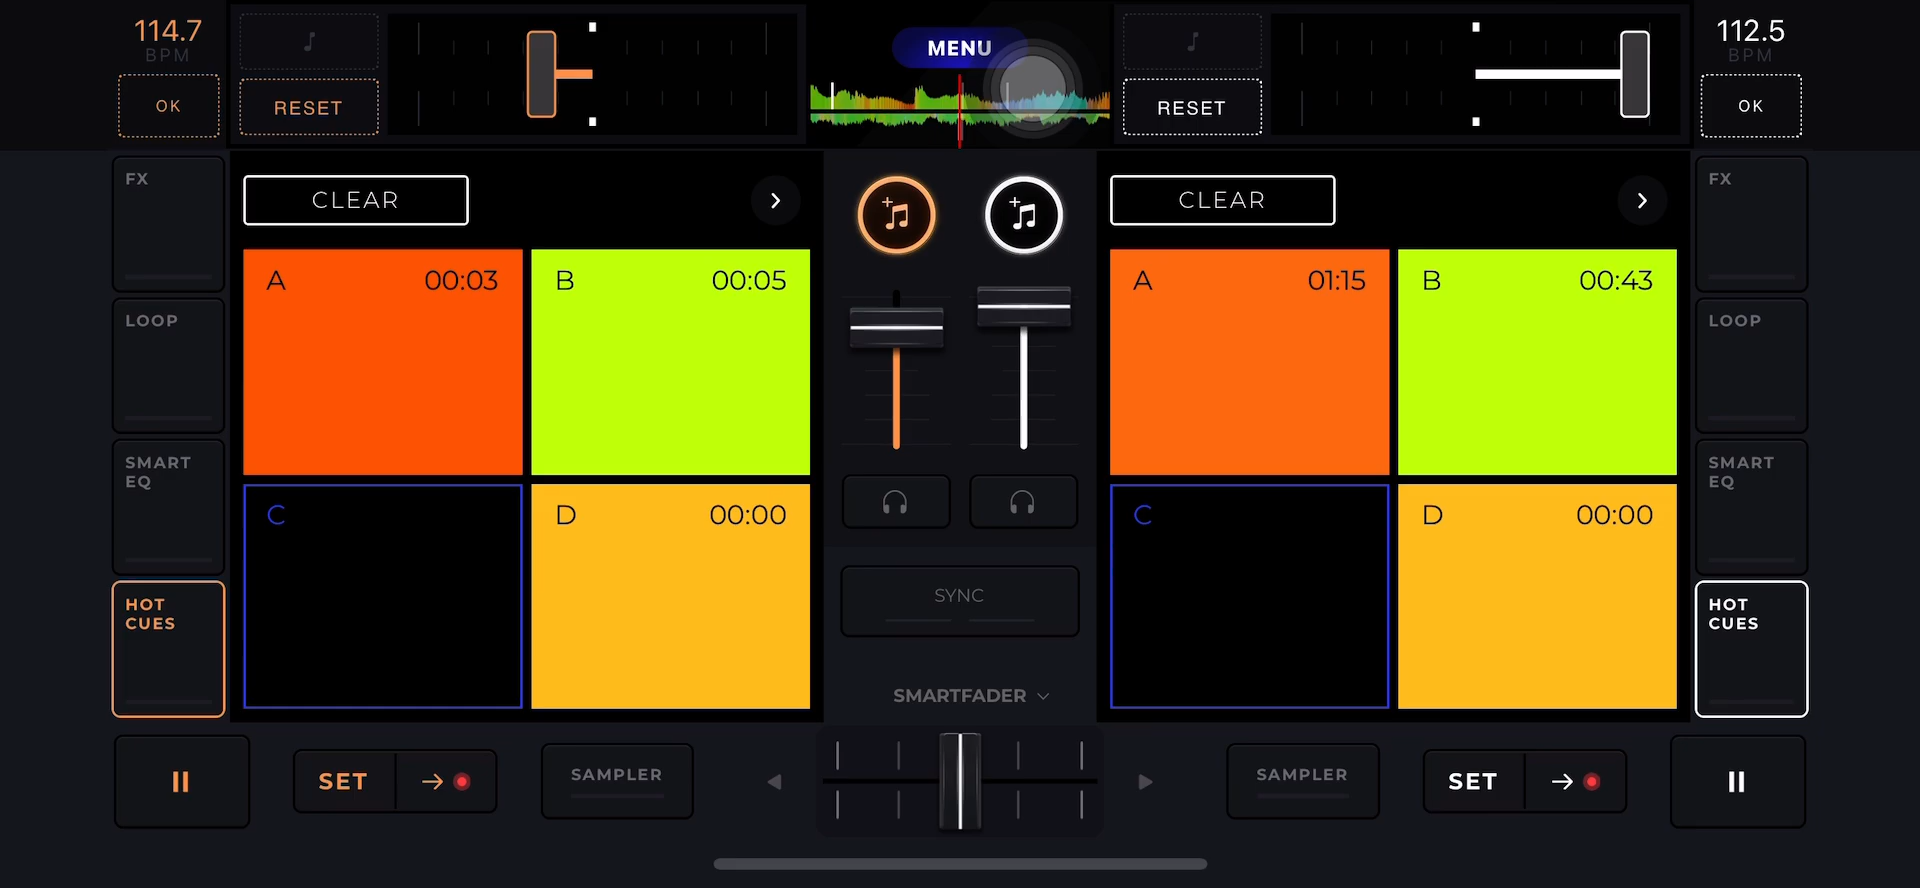 114.7
BPM
OK
RESET
MENU
RESET
112.5
BPM
OK
FX
LOOP
SMART
EQ
HOT
CUES
CLEAR
A 00:03
B 00:05
C
D 00:00
SYNC
SMARTFADER
CLEAR
A 01:15
B 00:43
C
D 00:00
FX
LOOP
SMART
EQ
HOT
CUES
SET
SAMPLER
SAMPLER
SET